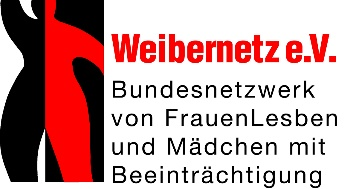 Weibernetz e.V.
Bundesnetzwerk
von FrauenLesben
und Mädchen mit
Beeinträchtigung